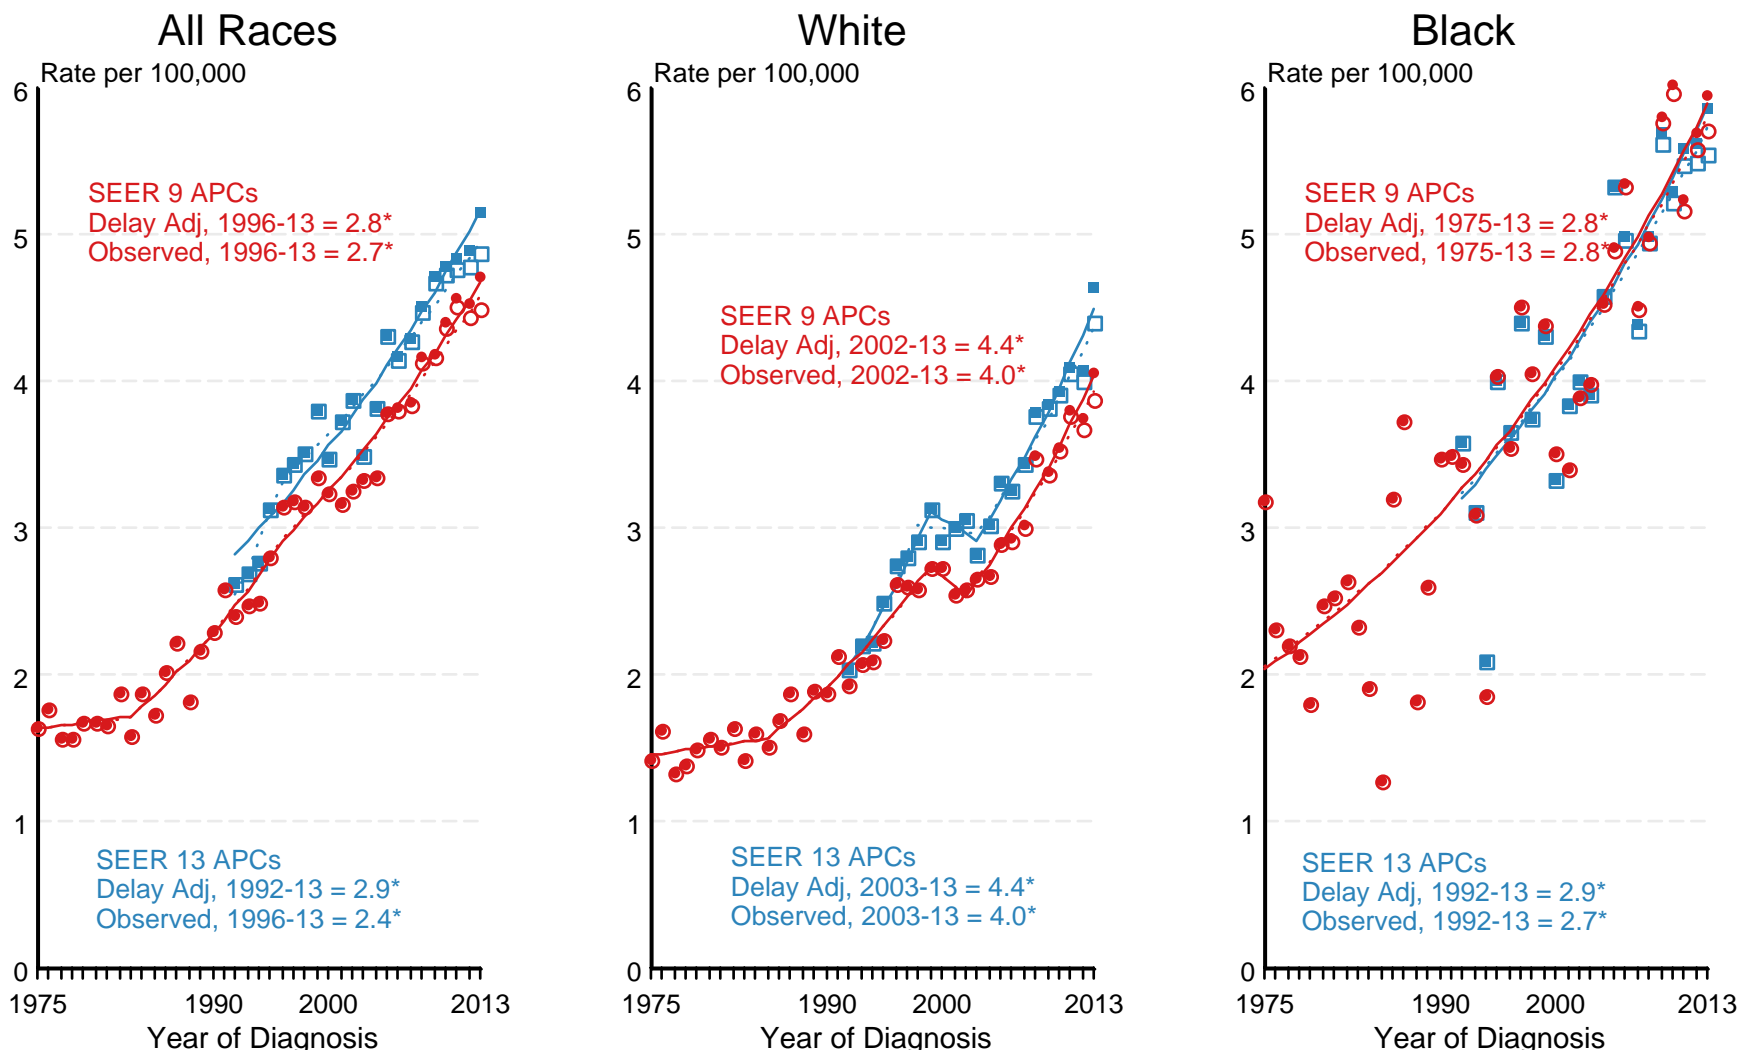 All Races
Rate per 100,000
6
5
4
3
2
1
0
SEER 9 APCs
Delay Adj, 1996-13 = 2.8*
Observed, 1996-13 = 2.7*
SEER 13 APCs
Delay Adj, 1992-13 = 2.9*
Observed, 1996-13 = 2.4*
1975 1990 2000 2013
Year of Diagnosis
White
Rate per 100,000
6
5
4
3
2
1
0
SEER 9 APCs
Delay Adj, 2002-13 = 4.4*
Observed, 2002-13 = 4.0*
SEER 13 APCs
Delay Adj, 2003-13 = 4.4*
Observed, 2003-13 = 4.0*
1975 1990 2000 2013
Year of Diagnosis
Black
Rate per 100,000
6
5
4
3
2
1
0
SEER 9 APCs
Delay Adj, 1975-13 = 2.8*
Observed, 1975-13 = 2.8*
SEER 13 APCs
Delay Adj, 1992-13 = 2.9*
Observed, 1992-13 = 2.7*
1975 1990 2000 2013
Year of Diagnosis